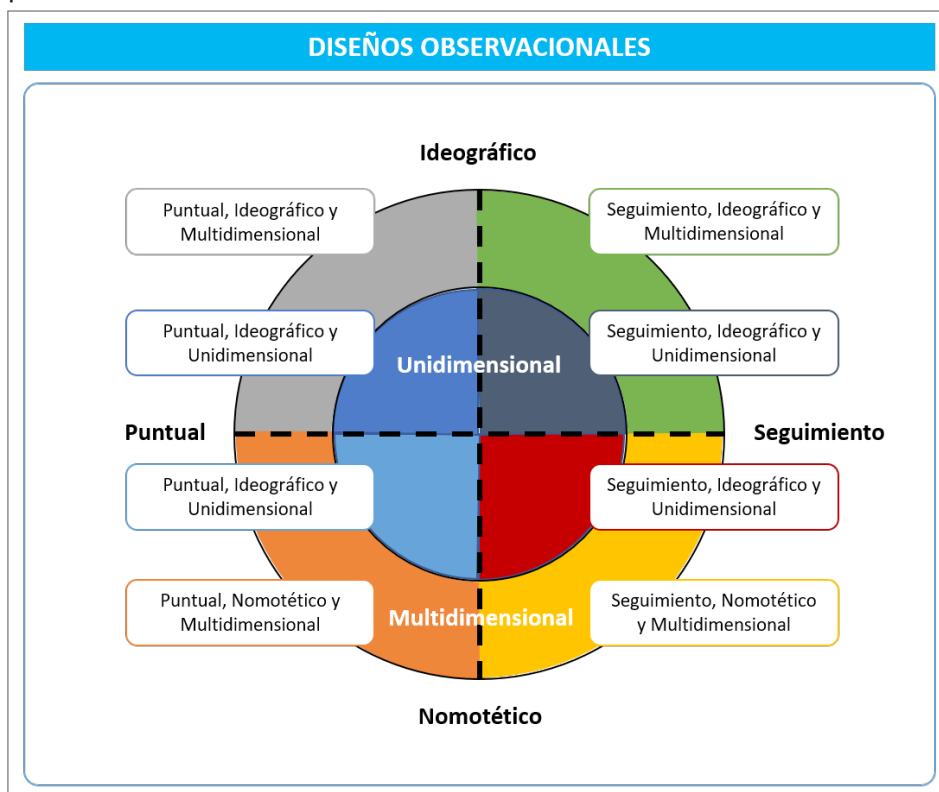 DISEÑOS OBSERVACIONALES
Ideográfico
Puntual, Ideográfico y
Multidimensional
Seguimiento, Ideográfico y
Multidimensional
Puntual, Ideográfico y
Unidimensional
Unidimensional
Seguimiento, Ideográfico y
Unidimensional
Puntual
Seguimiento
Puntual, Ideográfico y
Unidimensional
Seguimiento, Ideográfico y
Unidimensional
Puntual, Nomotético y
Multidimensional
Multidimensional
Seguimiento, Nomotético
y Multidimensional
Nomotético